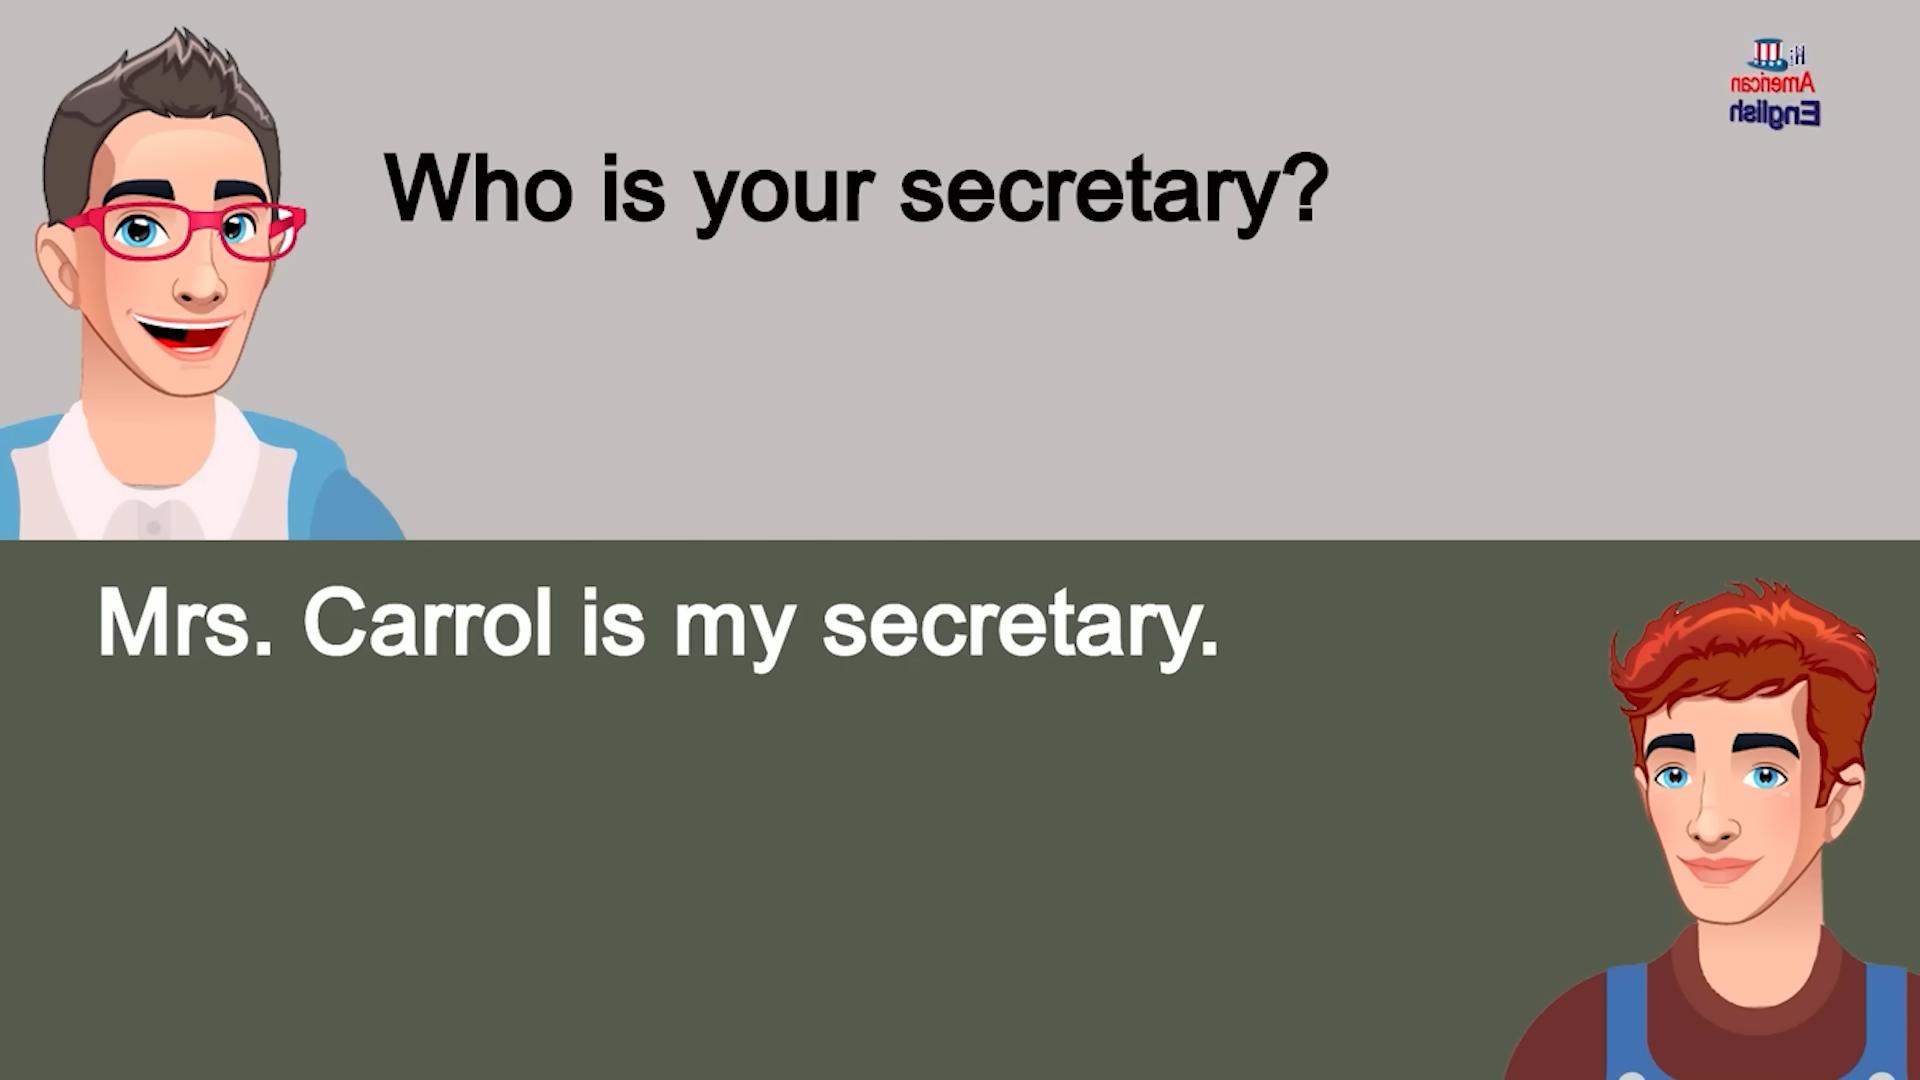 Hi
American
English
Who is your secretary?
Mrs. Carrol is my secretary.